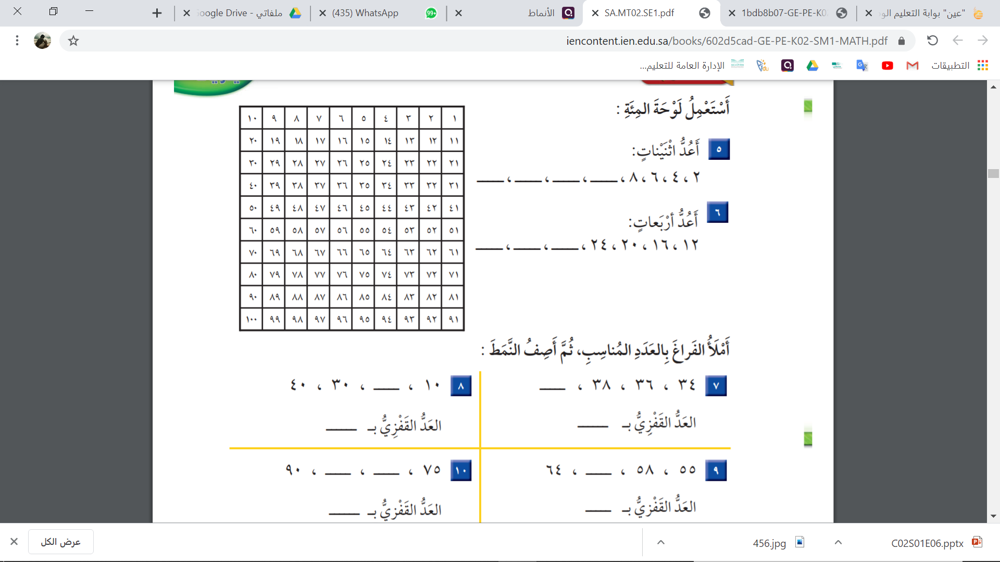 "عين" بوابة التعليم الو
1bdb8b07-GE-PE-K0
SA.MT02.SE1.pdf
الأنماط
(435) WhatsApp
99+
ملفاتي - Google Drive
iencontent.ien.edu.sa/books/602d5cad-GE-PE-K02-SM1-MATH.pdf
التطبيقات
الإدارة العامة للتعليم...
أَسْتَعْمِلُ لَوْحَةَ المِئَةِ :
٥ أَعُدُّ اثْنَيْناتٍ:
٢ ، ٤ ، ٦ ، ٨ ، ____ ، ____ ، ____ ، ____
٦ أَعُدُّ أرْبَعاتٍ:
١٢ ، ١٦ ، ٢٠ ، ٢٤ ، ____ ، ____ ، ____
١ ٢ ٣ ٤ ٥ ٦ ٧ ٨ ٩ ١٠
١١ ١٢ ١٣ ١٤ ١٥ ١٦ ١٧ ١٨ ١٩ ٢٠
٢١ ٢٢ ٢٣ ٢٤ ٢٥ ٢٦ ٢٧ ٢٨ ٢٩ ٣٠
٣١ ٣٢ ٣٣ ٣٤ ٣٥ ٣٦ ٣٧ ٣٨ ٣٩ ٤٠
٤١ ٤٢ ٤٣ ٤٤ ٤٥ ٤٦ ٤٧ ٤٨ ٤٩ ٥٠
٥١ ٥٢ ٥٣ ٥٤ ٥٥ ٥٦ ٥٧ ٥٨ ٥٩ ٦٠
٦١ ٦٢ ٦٣ ٦٤ ٦٥ ٦٦ ٦٧ ٦٨ ٦٩ ٧٠
٧١ ٧٢ ٧٣ ٧٤ ٧٥ ٧٦ ٧٧ ٧٨ ٧٩ ٨٠
٨١ ٨٢ ٨٣ ٨٤ ٨٥ ٨٦ ٨٧ ٨٨ ٨٩ ٩٠
٩١ ٩٢ ٩٣ ٩٤ ٩٥ ٩٦ ٩٧ ٩٨ ٩٩ ١٠٠
أَمْلَأُ الفَراغَ بِالعَدَدِ المُناسِبِ، ثُمَّ أَصِفُ النَّمَطَ :
٧ ٣٤ ، ٣٦ ، ٣٨ ، ____
العَدُّ القَفْزِيُّ بـ ____
٨ ١٠ ، ____ ، ٣٠ ، ٤٠
العَدُّ القَفْزِيُّ بـ ____
٩ ٥٥ ، ٥٨ ، ____ ، ٦٤
العَدُّ القَفْزِيُّ بـ ____
١٠ ٧٥ ، ____ ، ____ ، ٩٠
العَدُّ القَفْزِيُّ بـ ____
C02S01E06.pptx
456.jpg
عرض الكل